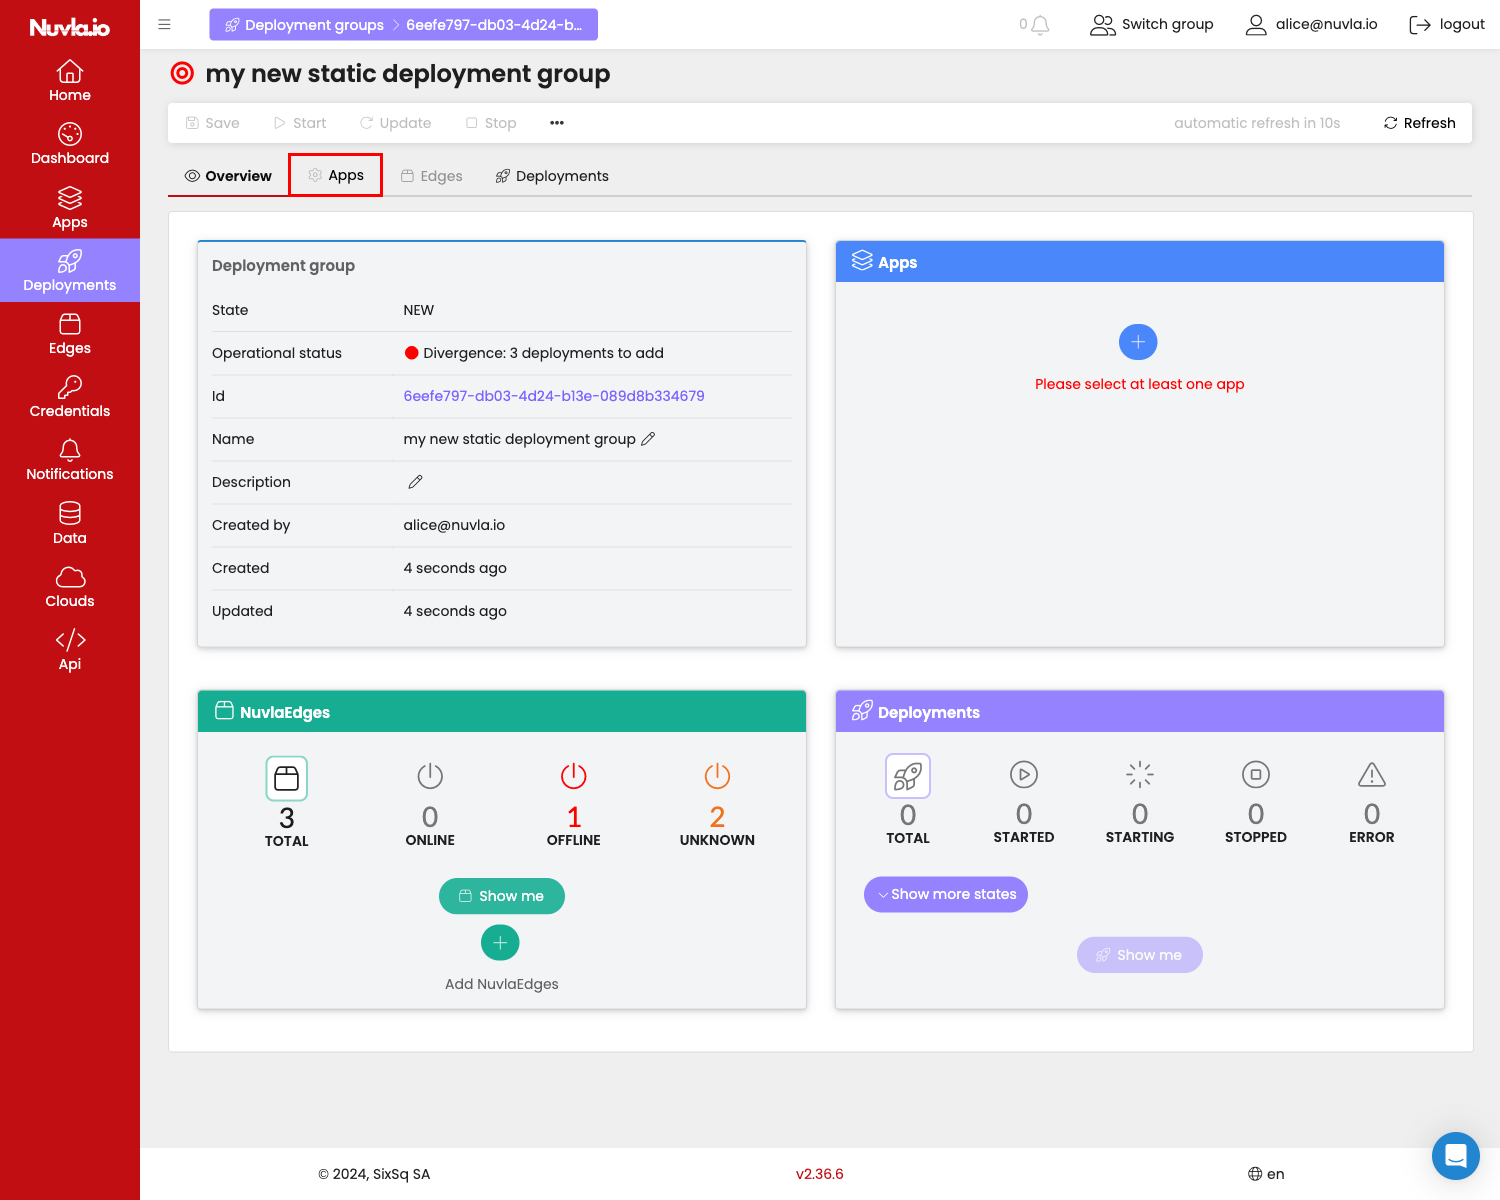 Nuvla.io
Deployment groups
6eefe797-db03-4d24-b...
0
Switch group
alice@nuvla.io
logout
Home
Dashboard
Apps
Deployments
Edges
Credentials
Notifications
Data
Clouds
Api
my new static deployment group
Save
Start
Update
Stop
automatic refresh in 10s
Refresh
Overview
Apps
Edges
Deployments
Deployment group
State NEW
Operational status Divergence: 3 deployments to add
Id 6eefe797-db03-4d24-b13e-089d8b334679
Name my new static deployment group
Description
Created by alice@nuvla.io
Created 4 seconds ago
Updated 4 seconds ago
Apps
Please select at least one app
NuvlaEdges
3 0 1 2
TOTAL ONLINE OFFLINE UNKNOWN
Show me
Add NuvlaEdges
Deployments
0 0 0 0 0
TOTAL STARTED STARTING STOPPED ERROR
Show more states
Show me
© 2024, SixSq SA
v2.36.6
en